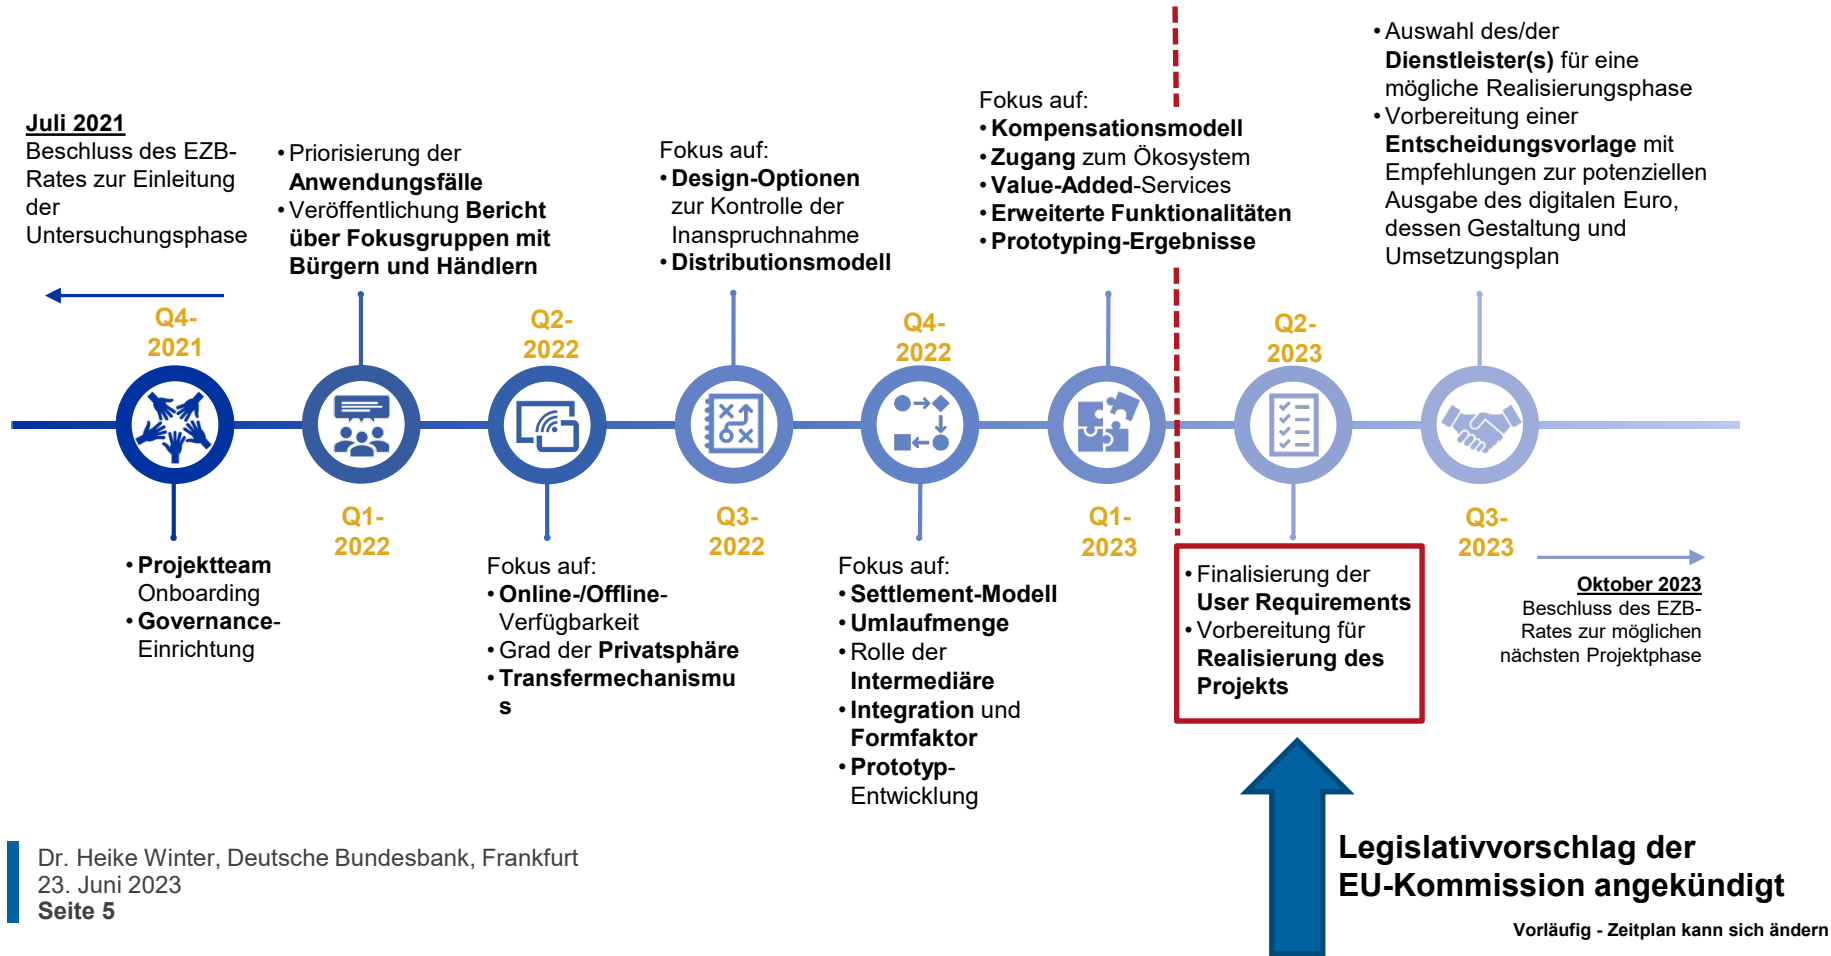 Juli 2021
Beschluss des EZB-
Rates zur Einleitung
der
Untersuchungsphase
Q4-
2021
• Projektteam
Onboarding
• Governance-
Einrichtung
• Priorisierung der
Anwendungsfälle
• Veröffentlichung Bericht
über Fokusgruppen mit
Bürgern und Händlern
Q1-
2022
Q2-
2022
Fokus auf:
• Online-/Offline-
Verfügbarkeit
• Grad der Privatsphäre
• Transfermechanismu
s
Fokus auf:
• Design-Optionen
zur Kontrolle der
Inanspruchnahme
• Distributionsmodell
Q3-
2022
Q4-
2022
Fokus auf:
• Settlement-Modell
• Umlaufmenge
• Rolle der
Intermediäre
• Integration und
Formfaktor
• Prototyp-
Entwicklung
Fokus auf:
• Kompensationsmodell
• Zugang zum Ökosystem
• Value-Added-Services
• Erweiterte Funktionalitäten
• Prototyping-Ergebnisse
Q1-
2023
Q2-
2023
• Finalisierung der
User Requirements
• Vorbereitung für
Realisierung des
Projekts
• Auswahl des/der
Dienstleister(s) für eine
mögliche Realisierungsphase
• Vorbereitung einer
Entscheidungsvorlage mit
Empfehlungen zur potenziellen
Ausgabe des digitalen Euro,
dessen Gestaltung und
Umsetzungsplan
Q3-
2023
Oktober 2023
Beschluss des EZB-
Rates zur möglichen
nächsten Projektphase
Legislativvorschlag der
EU-Kommission angekündigt
Vorläufig - Zeitplan kann sich ändern
Dr. Heike Winter, Deutsche Bundesbank, Frankfurt
23. Juni 2023
Seite 5